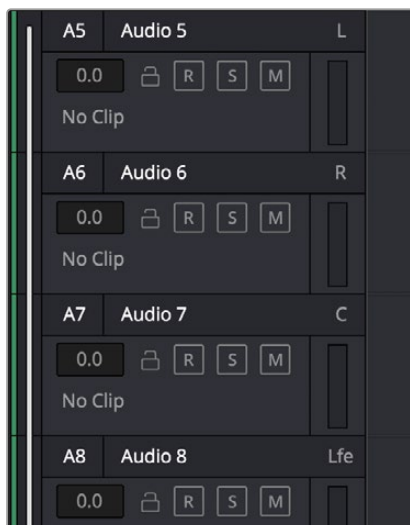 A5 Audio 5 L
0.0 R S M
No Clip
A6 Audio 6 R
0.0 R S M
No Clip
A7 Audio 7 C
0.0 R S M
No Clip
A8 Audio 8 Lfe
0.0 R S M